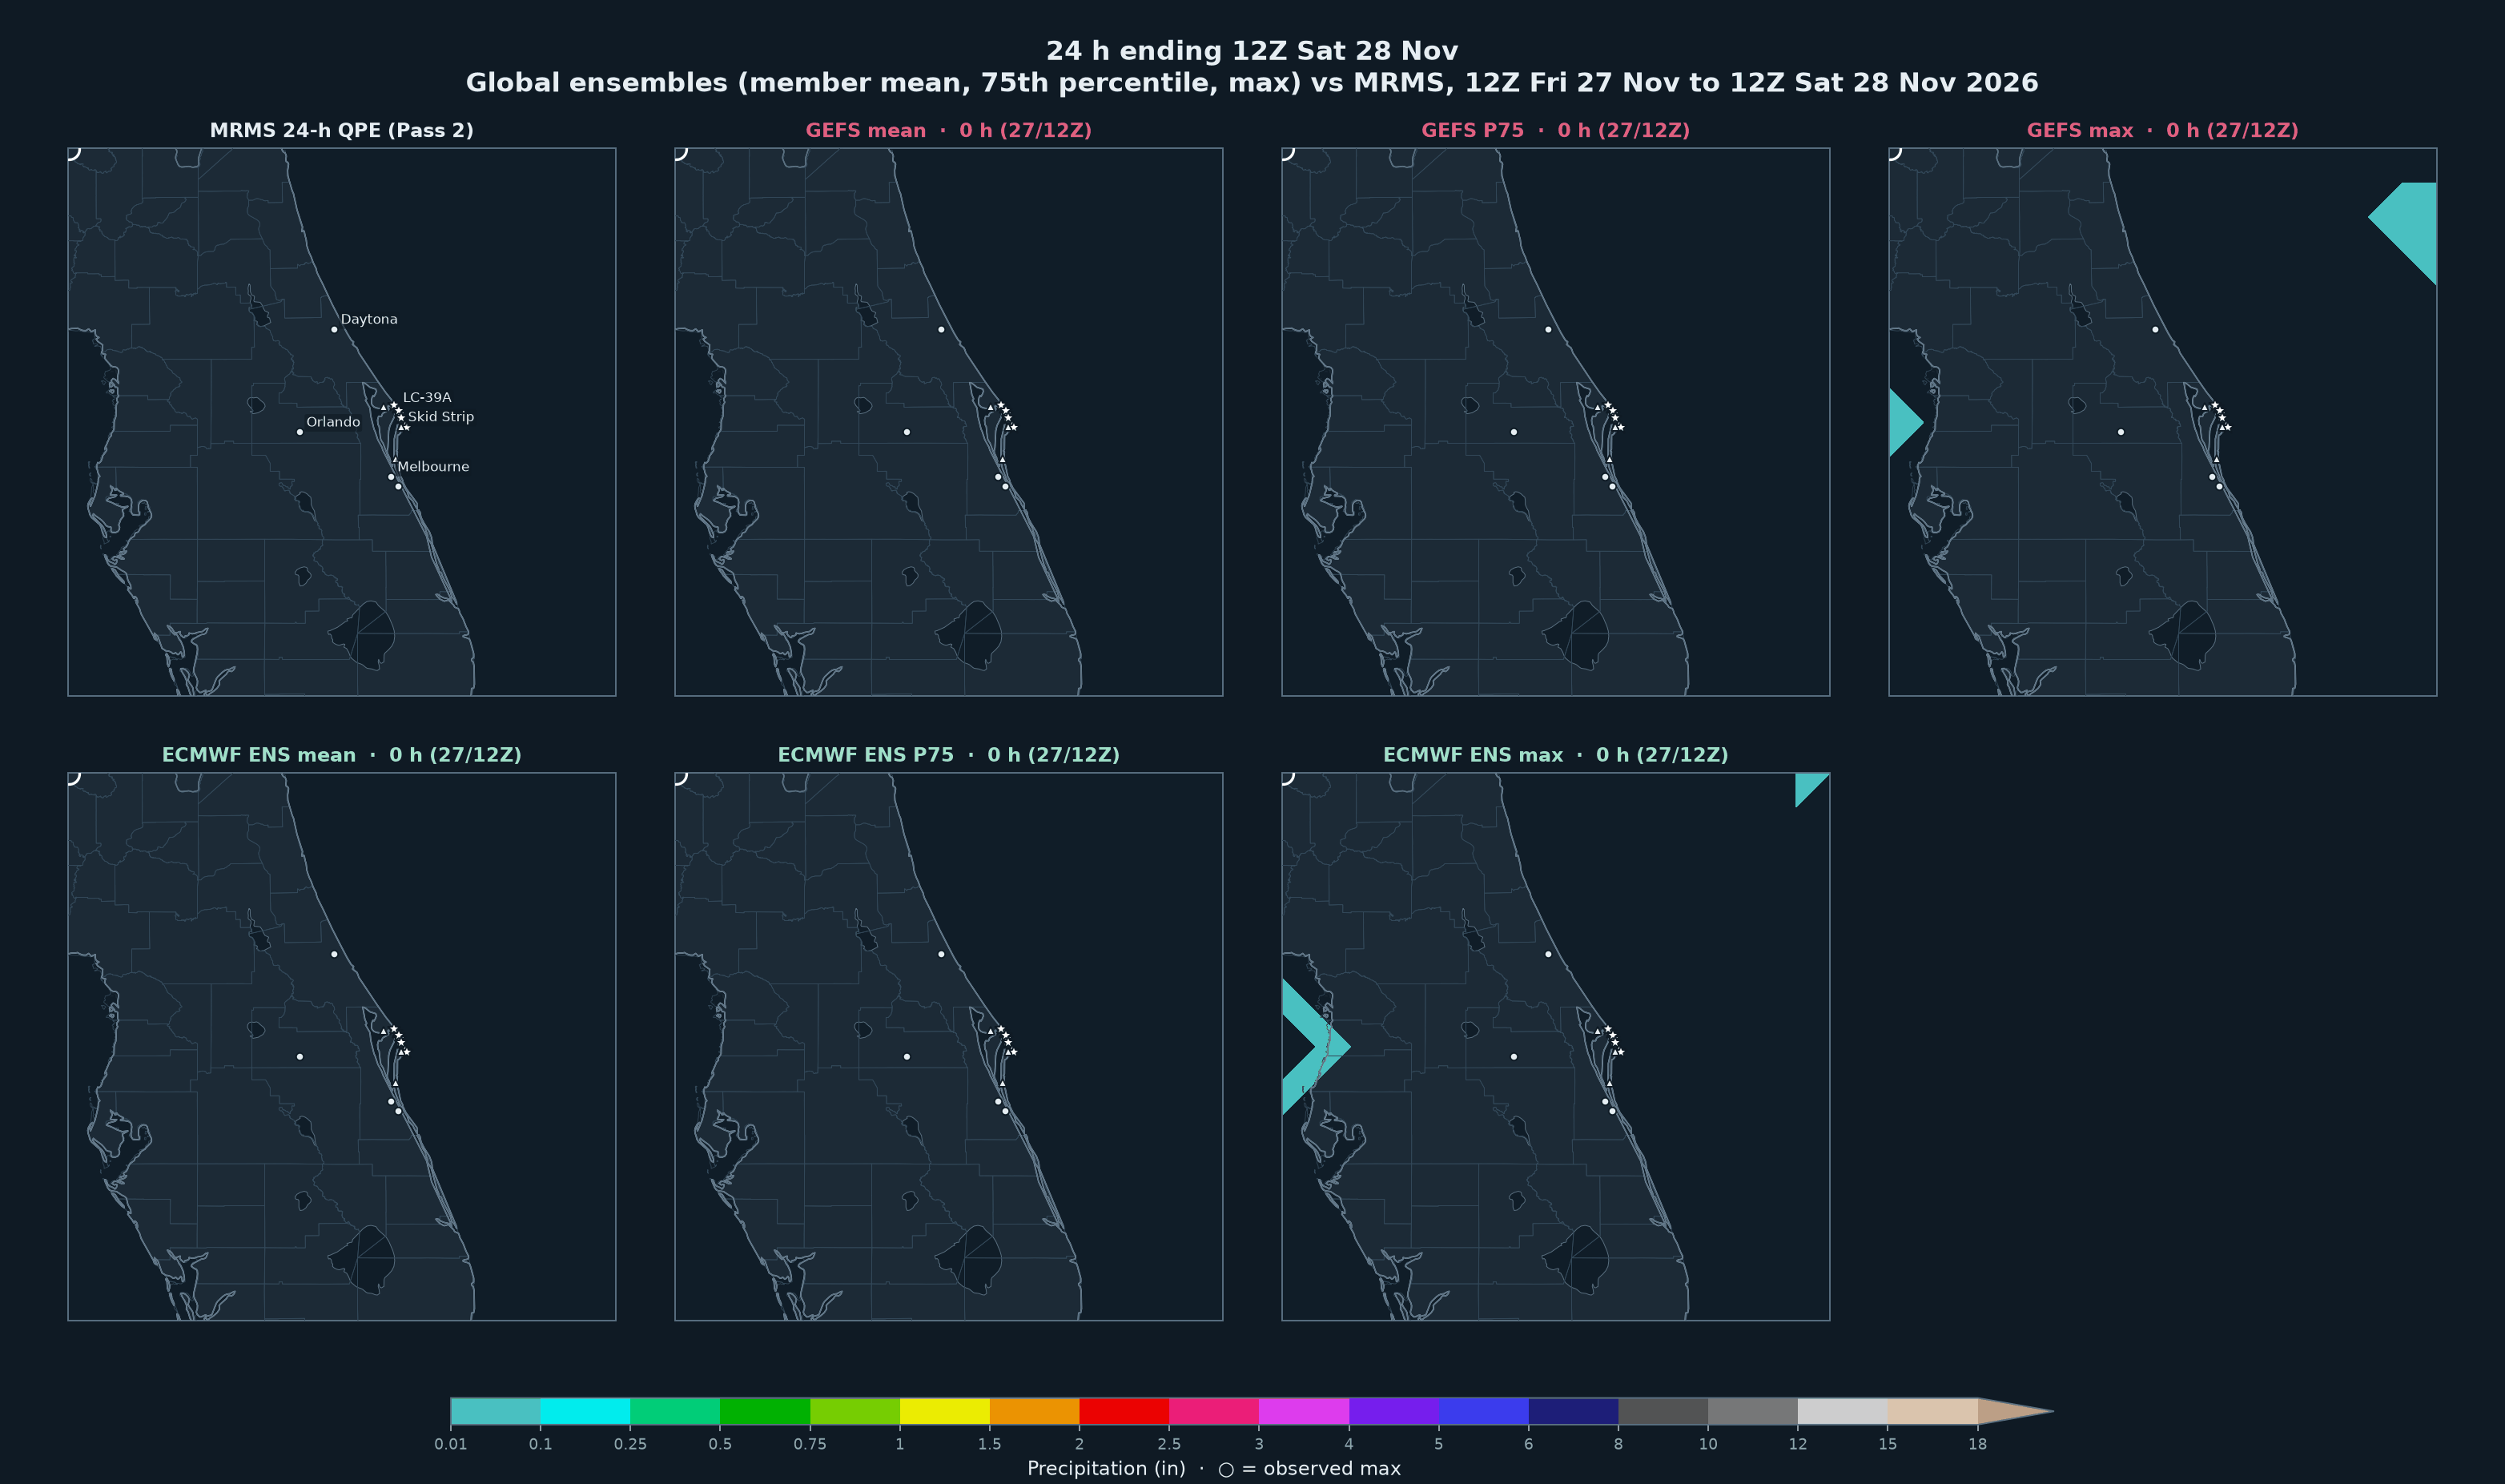 24 h ending 12Z Sat 28 Nov
Global ensembles (member mean, 75th percentile, max) vs MRMS, 12Z Fri 27 Nov to 12Z Sat 28 Nov 2026
MRMS 24-h QPE (Pass 2)
GEFS mean · 0 h (27/12Z)
GEFS P75 · 0 h (27/12Z)
GEFS max · 0 h (27/12Z)
Daytona
LC-39A
Skid Strip
Orlando
Melbourne
ECMWF ENS mean · 0 h (27/12Z)
ECMWF ENS P75 · 0 h (27/12Z)
ECMWF ENS max · 0 h (27/12Z)
0.01 0.1 0.25 0.5 0.75 1 1.5 2 2.5 3 4 5 6 8 10 12 15 18
Precipitation (in) · ○ = observed max